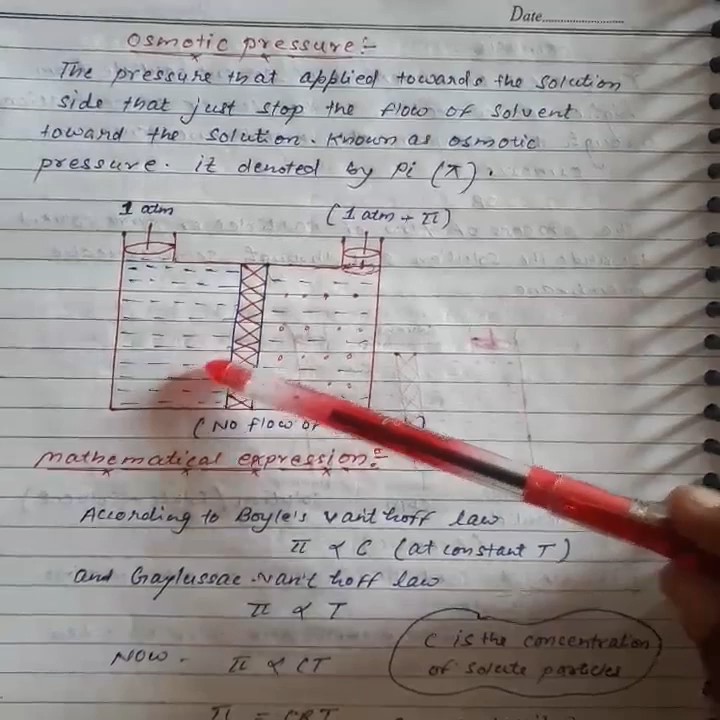 Date
Osmotic pressure:-
The pressure that applied towards the solution
side that just stop the flow of solvent
toward the solution. Known as osmotic
pressure. it denoted by Pi (π).
1 atm
(1 atm + π)
(No flow of
Mathematical expression:-
According to Boyle's van't hoff law
π ∝ C (at constant T)
and Gaylussac van't hoff law
π ∝ T
C is the concentration
of solute particles
Now. π ∝ CT
π = CRT